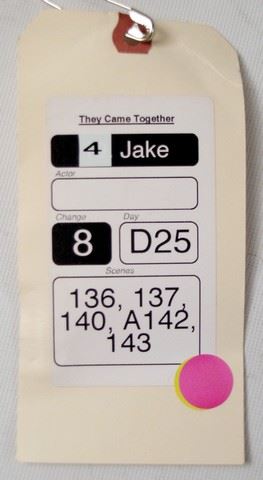 They Came Together
4 Jake
Actor
Change Day
8 D25
Scenes
136, 137,
140, A142,
143